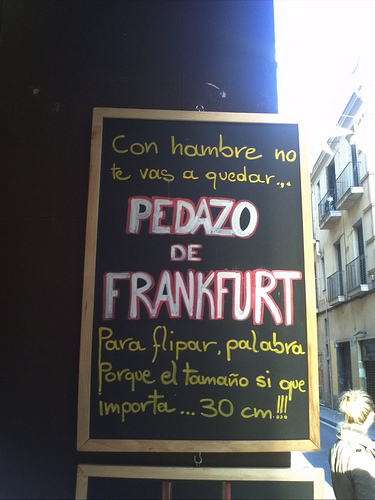 Con hambre no
te vas a quedar...
PEDAZO
DE
FRANKFURT
Para flipar, palabra
Porque el tamaño si que
importa... 30 cm!!!